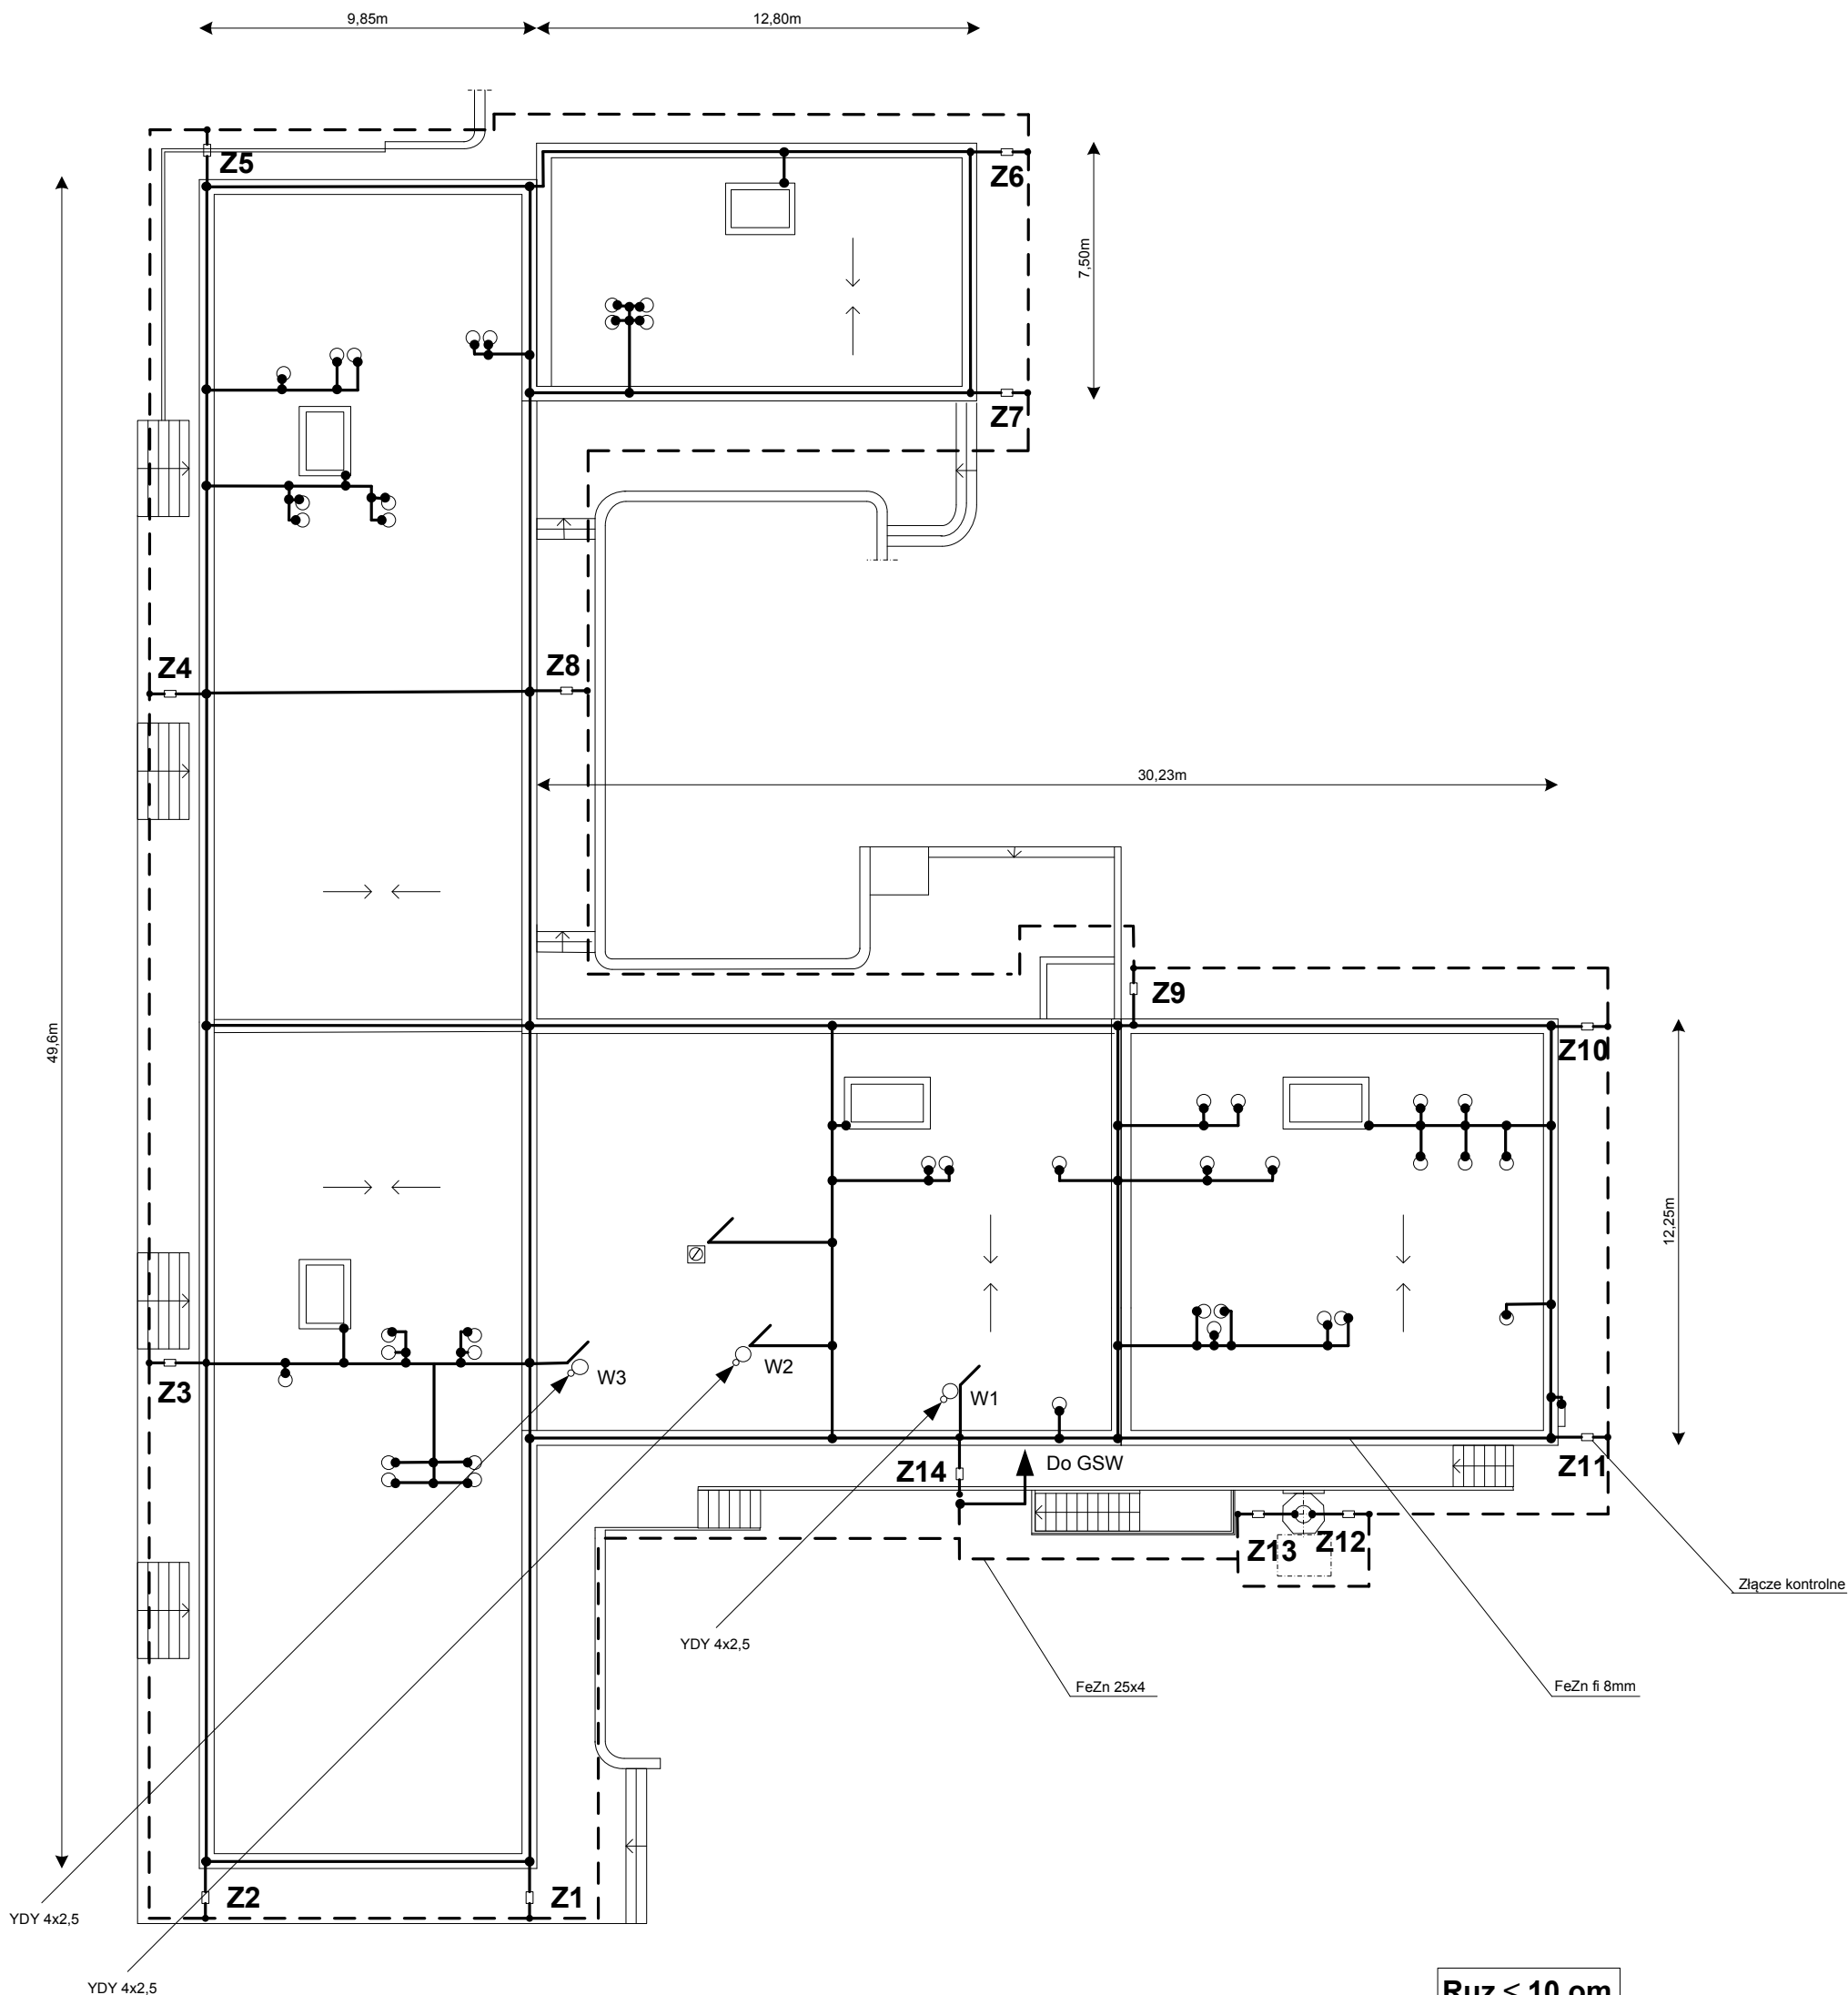 9,85m
12,80m
Z5
Z6
7,50m
Z7
Z4
Z8
30,23m
Z9
49,6m
Z10
12,25m
W3
W2
Z3
W1
Z14
Do GSW
Z11
Z13
Z12
Złącze kontrolne
YDY 4x2,5
FeZn 25x4
FeZn fi 8mm
Z2
Z1
YDY 4x2,5
YDY 4x2,5
Ruz ≤ 10 om